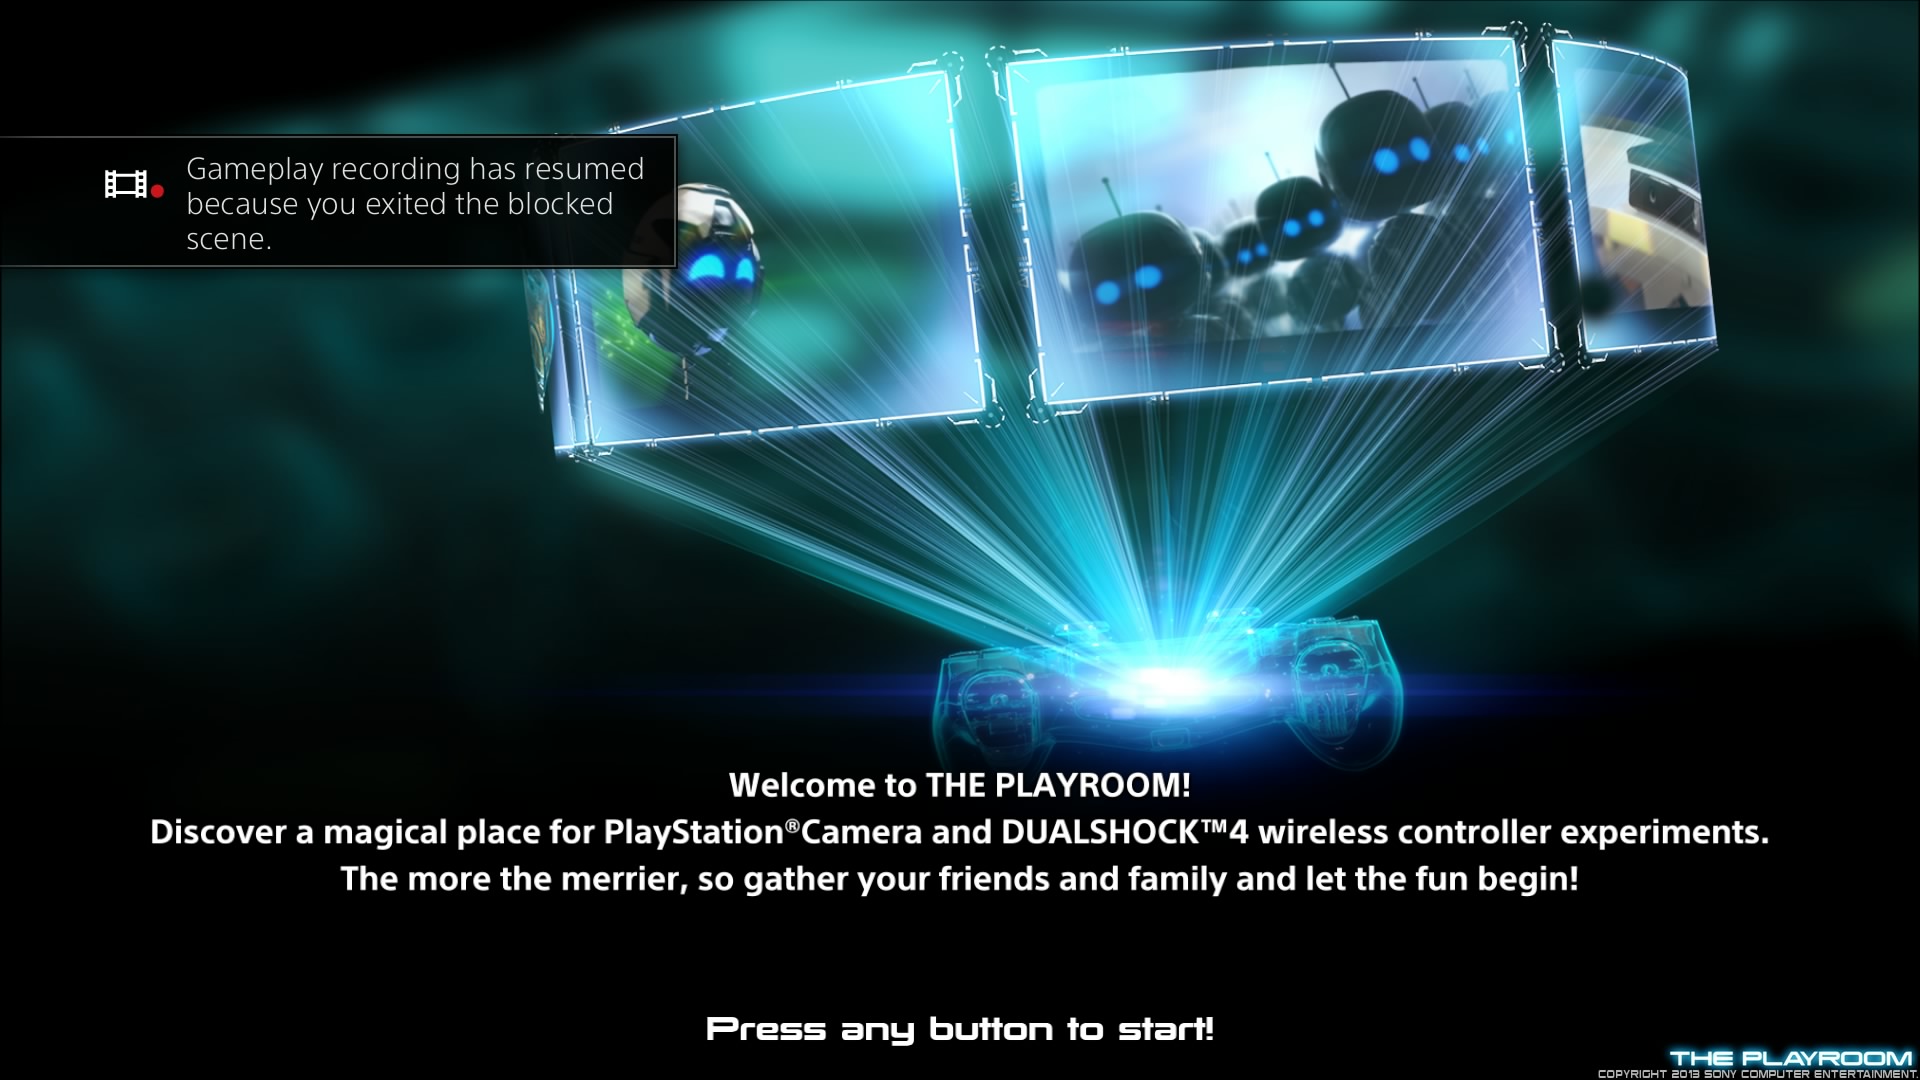 Gameplay recording has resumed
because you exited the blocked
scene.
Welcome to THE PLAYROOM!
Discover a magical place for PlayStation®Camera and DUALSHOCK™4 wireless controller experiments.
The more the merrier, so gather your friends and family and let the fun begin!
Press any button to start!
THE PLAYROOM
COPYRIGHT 2013 SONY COMPUTER ENTERTAINMENT.